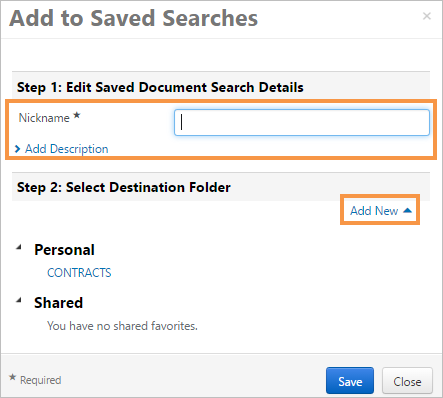 Add to Saved Searches ×
Step 1: Edit Saved Document Search Details
Nickname *
Add Description
Step 2: Select Destination Folder
Add New
Personal
CONTRACTS
Shared
You have no shared favorites.
* Required Save Close